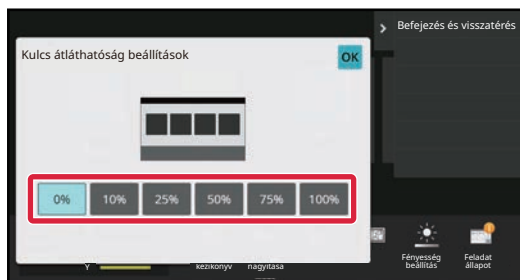 Befejezés és visszatérés
Kulcs átláthatóság beállítások
OK
0% 10% 25% 50% 75% 100%
Y
kézikönyv
nagyítása
Fényesség
beállítás
Feladat
állapot